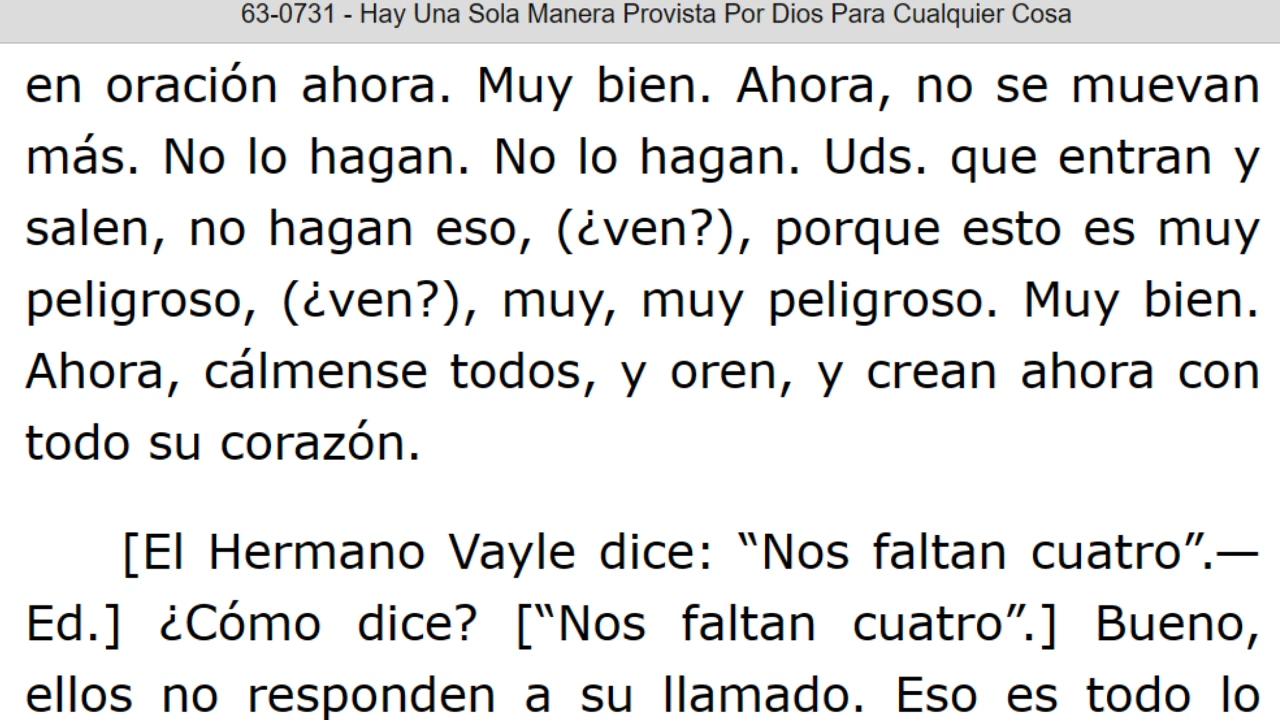 63-0731 - Hay Una Sola Manera Provista Por Dios Para Cualquier Cosa
en oración ahora. Muy bien. Ahora, no se muevan
más. No lo hagan. No lo hagan. Uds. que entran y
salen, no hagan eso, (¿ven?), porque esto es muy
peligroso, (¿ven?), muy, muy peligroso. Muy bien.
Ahora, cálmense todos, y oren, y crean ahora con
todo su corazón.
[El Hermano Vayle dice: “Nos faltan cuatro”.—
Ed.] ¿Cómo dice? [“Nos faltan cuatro”.] Bueno,
ellos no responden a su llamado. Eso es todo lo